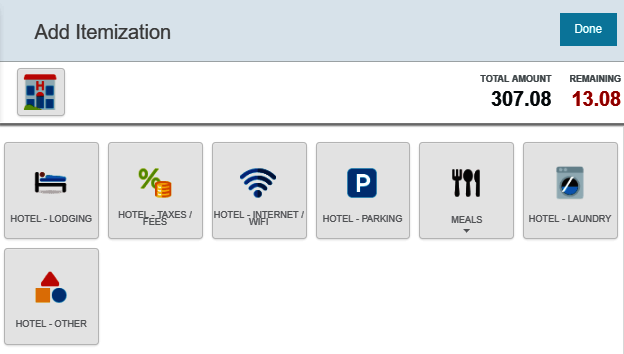 Add Itemization
Done
H
TOTAL AMOUNT
REMAINING
307.08
13.08
%
P
HOTEL - LODGING
HOTEL - TAXES /
FEES
HOTEL - INTERNET /
WIFI
HOTEL - PARKING
MEALS
HOTEL - LAUNDRY
HOTEL - OTHER